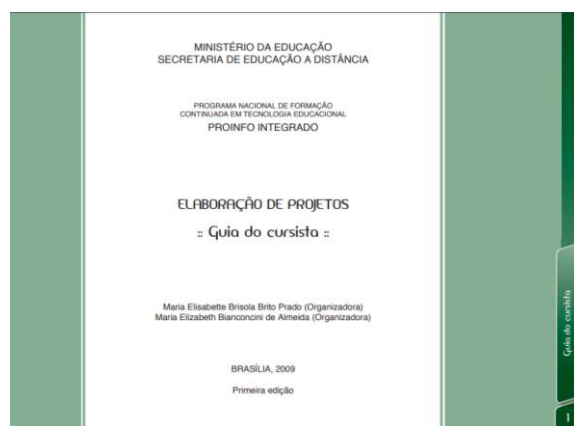 MINISTÉRIO DA EDUCAÇÃO
SECRETARIA DE EDUCAÇÃO A DISTÂNCIA
PROGRAMA NACIONAL DE FORMAÇÃO
CONTINUADA EM TECNOLOGIA EDUCACIONAL
PROINFO INTEGRADO
ELABORAÇÃO DE PROJETOS
:: Guia do cursista ::
Maria Elisabette Brisola Brito Prado (Organizadora)
Maria Elizabeth Bianconcini de Almeida (Organizadora)
BRASÍLIA, 2009
Primeira edição
Guia do cursista
1